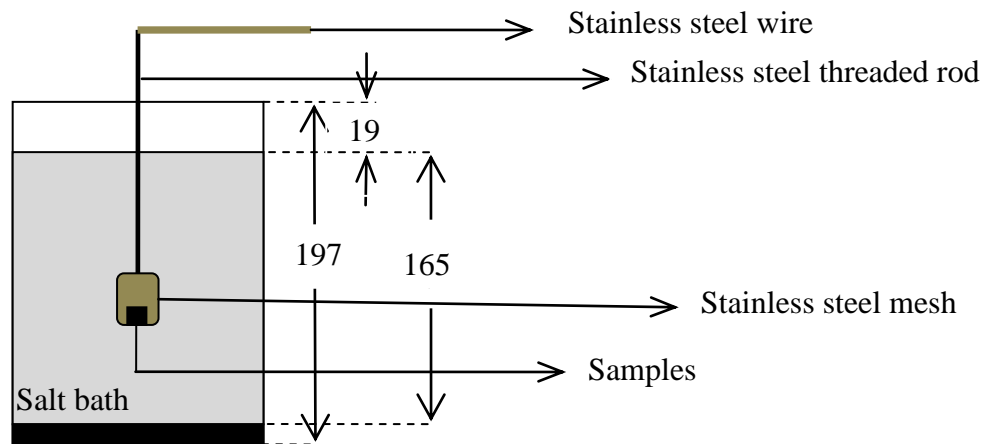 Stainless steel wire
Stainless steel threaded rod
19
197
165
Stainless steel mesh
Samples
Salt bath